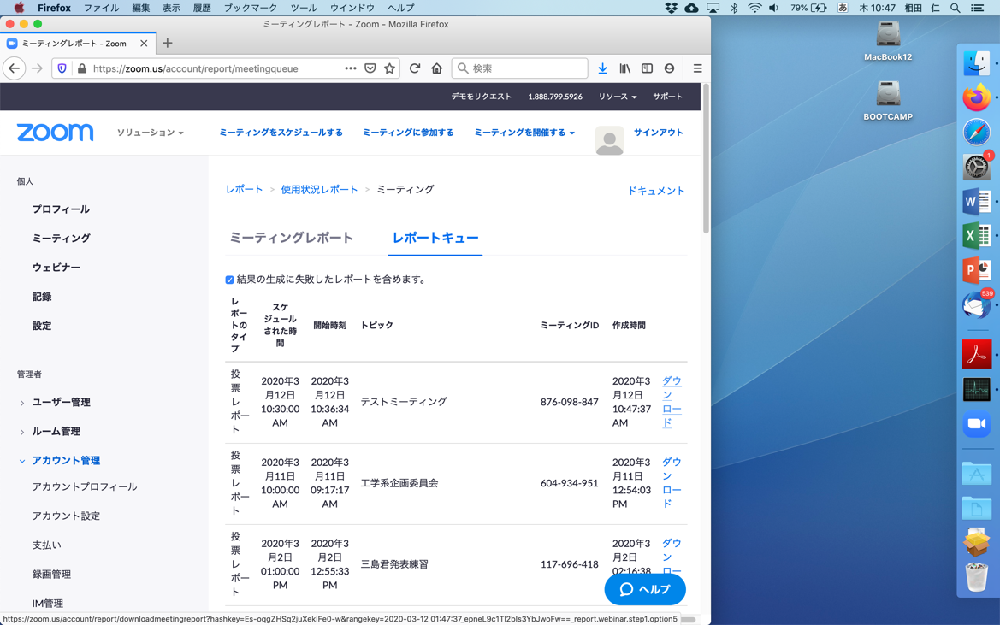 Firefox ファイル 編集 表示 履歴 ブックマーク ツール ウインドウ ヘルプ 79% あ 木 10:47 相田 仁
ミーティングレポート - Zoom - Mozilla Firefox
ミーティングレポート - Zoom
https://zoom.us/account/report/meetingqueue
検索
デモをリクエスト 1.888.799.5926 リソース サポート
zoom ソリューション ミーティングをスケジュールする ミーティングに参加する ミーティングを開催する サインアウト
個人
プロフィール
ミーティング
ウェビナー
記録
設定
管理者
ユーザー管理
ルーム管理
アカウント管理
アカウントプロフィール
アカウント設定
支払い
録画管理
IM管理
レポート > 使用状況レポート > ミーティング
ドキュメント
ミーティングレポート レポートキュー
結果の生成に失敗したレポートを含めます。
レ
ポー
トの
タイ
プ
スケ
ジュール
された時
間
開始時刻
トピック
ミーティングID
作成時間
投
票
レ
ポー
ト
2020年3
月12日
10:30:00
AM
2020年3
月12日
10:36:34
AM
テストミーティング
876-098-847
2020年3
月12日
10:47:37
AM
ダウ
ン
ロー
ド
投
票
レ
ポー
ト
2020年3
月11日
10:00:00
AM
2020年3
月11日
09:17:17
AM
工学系企画委員会
604-934-951
2020年3
月11日
12:54:03
PM
ダウ
ン
ロー
ド
投
票
レ
ポー
ト
2020年3
月2日
01:00:00
PM
2020年3
月2日
12:55:33
PM
三島君発表練習
117-696-418
2020年3
月2日
02:16:38
ダウ
ン
ロー
ヘルプ
https://zoom.us/account/report/downloadmeetingreport?hashkey=Es-oqgZHSq2juXekIFe0-w&rangekey=2020-03-12 01:47:37_epneL9c1Tl2bIs3YbJwoFw==_report.webinar.step1.option5
MacBook12
BOOTCAMP
1
W
X
P
539